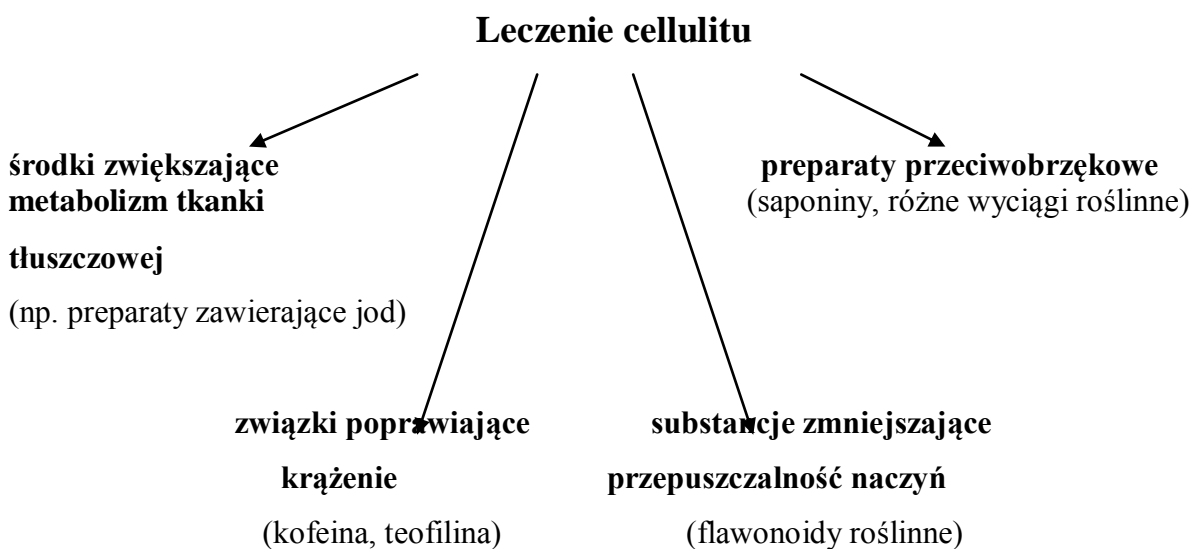 Leczenie cellulitu
środki zwiększające
metabolizm tkanki
tłuszczowej
(np. preparaty zawierające jod)
preparaty przeciwobrzękowe
(saponiny, różne wyciągi roślinne)
związki poprawiające
krążenie
(kofeina, teofilina)
substancje zmniejszające
przepuszczalność naczyń
(flawonoidy roślinne)